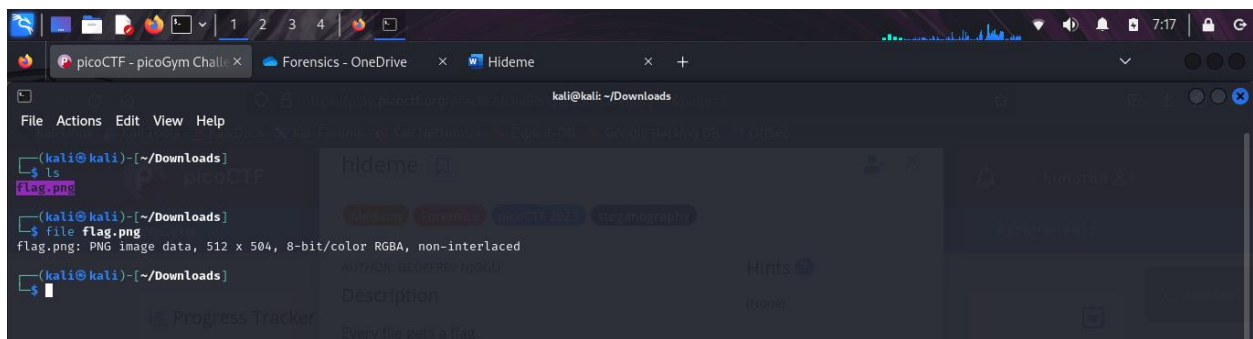 1 2 3 4 7:17
picoCTF - picoGym Challe × Forensics - OneDrive × Hideme × +
kali@kali: ~/Downloads
File Actions Edit View Help
┌──(kali㉿kali)-[~/Downloads]
└─$ ls
flag.png
┌──(kali㉿kali)-[~/Downloads]
└─$ file flag.png
flag.png: PNG image data, 512 x 504, 8-bit/color RGBA, non-interlaced
┌──(kali㉿kali)-[~/Downloads]
└─$
picoCTF
hideme
Medium Forensics picoCTF 2023 steganography
AUTHOR: GEOFFREY NJOGU
Hints
Description
(None)
Progress Tracker
Every file gets a flag.